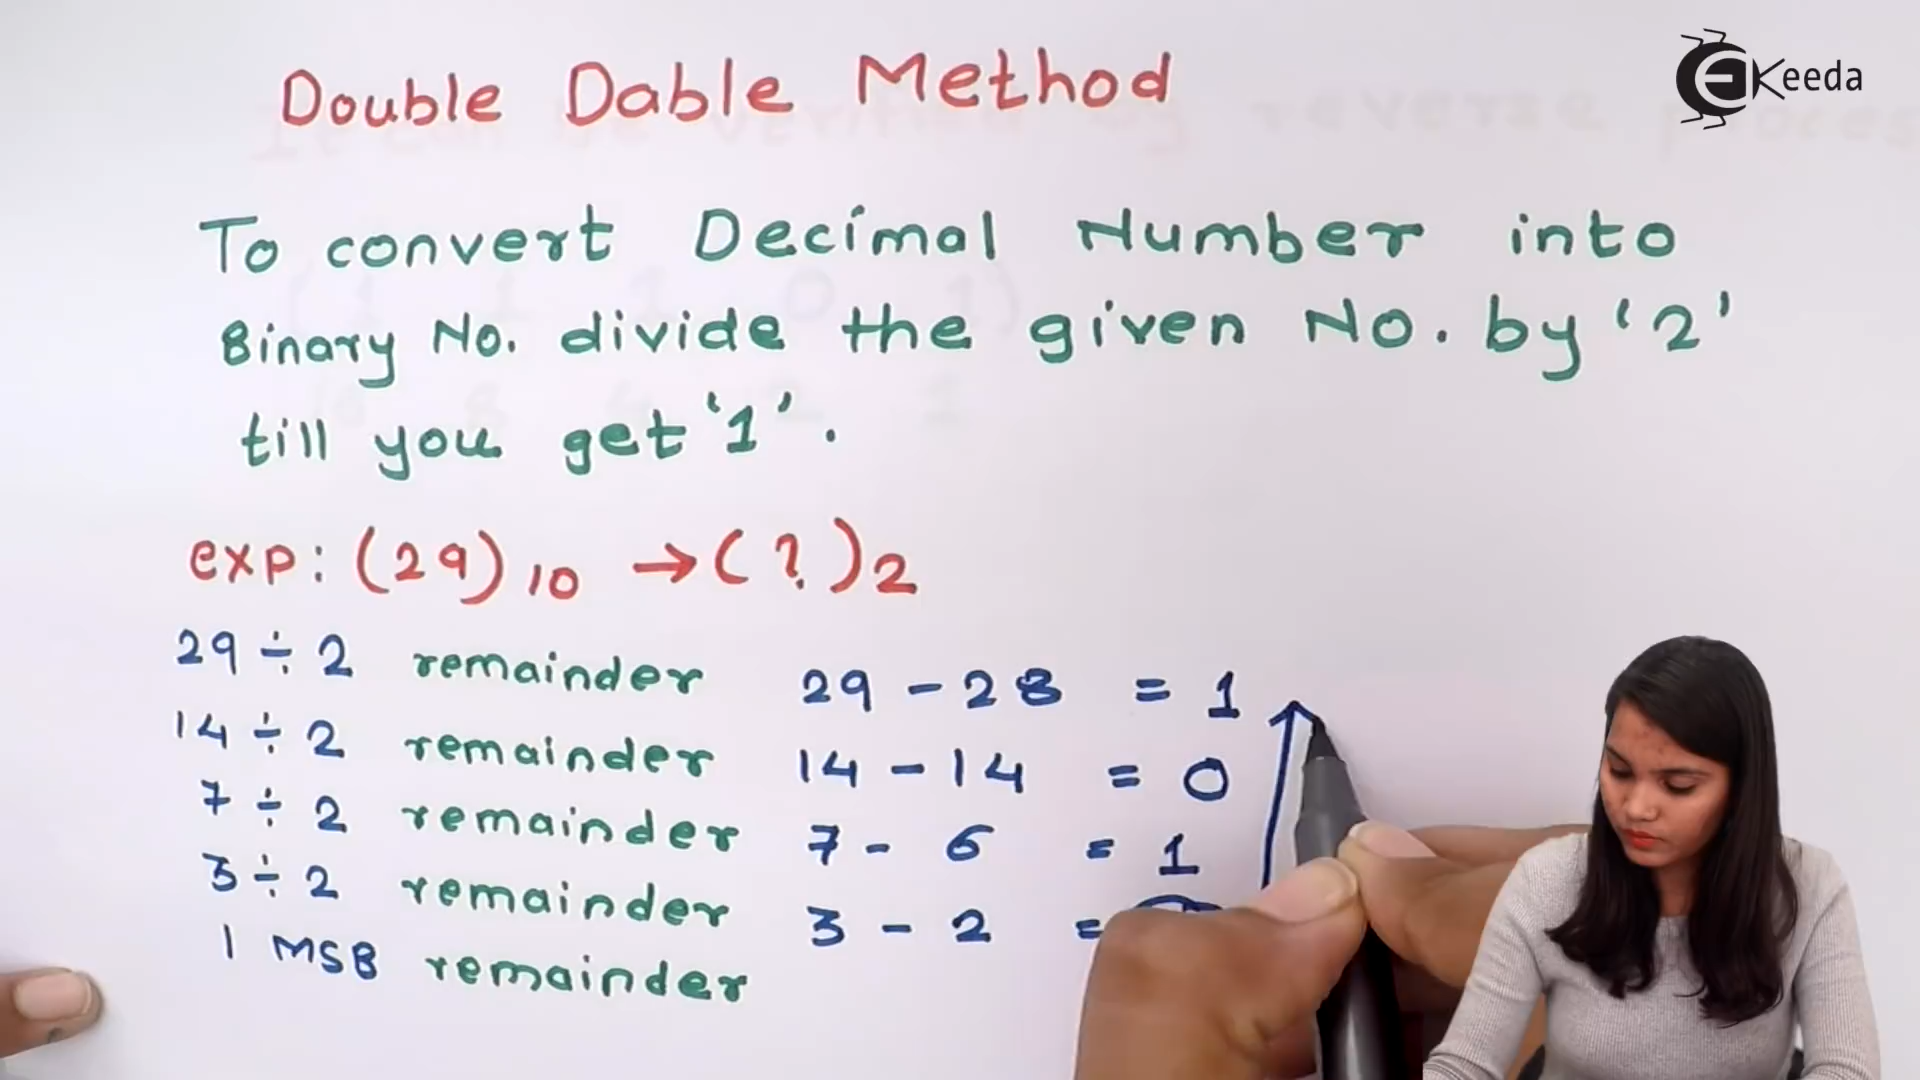 Double Dable Method
EKeeda
To convert Decimal Number into
Binary No. divide the given No. by '2'
till you get '1'.
exp: (29)10 → (?)2
29 ÷ 2 remainder 29 - 28 = 1
14 ÷ 2 remainder 14 - 14 = 0
7 ÷ 2 remainder 7 - 6 = 1
3 ÷ 2 remainder 3 - 2 =
1 MSB remainder